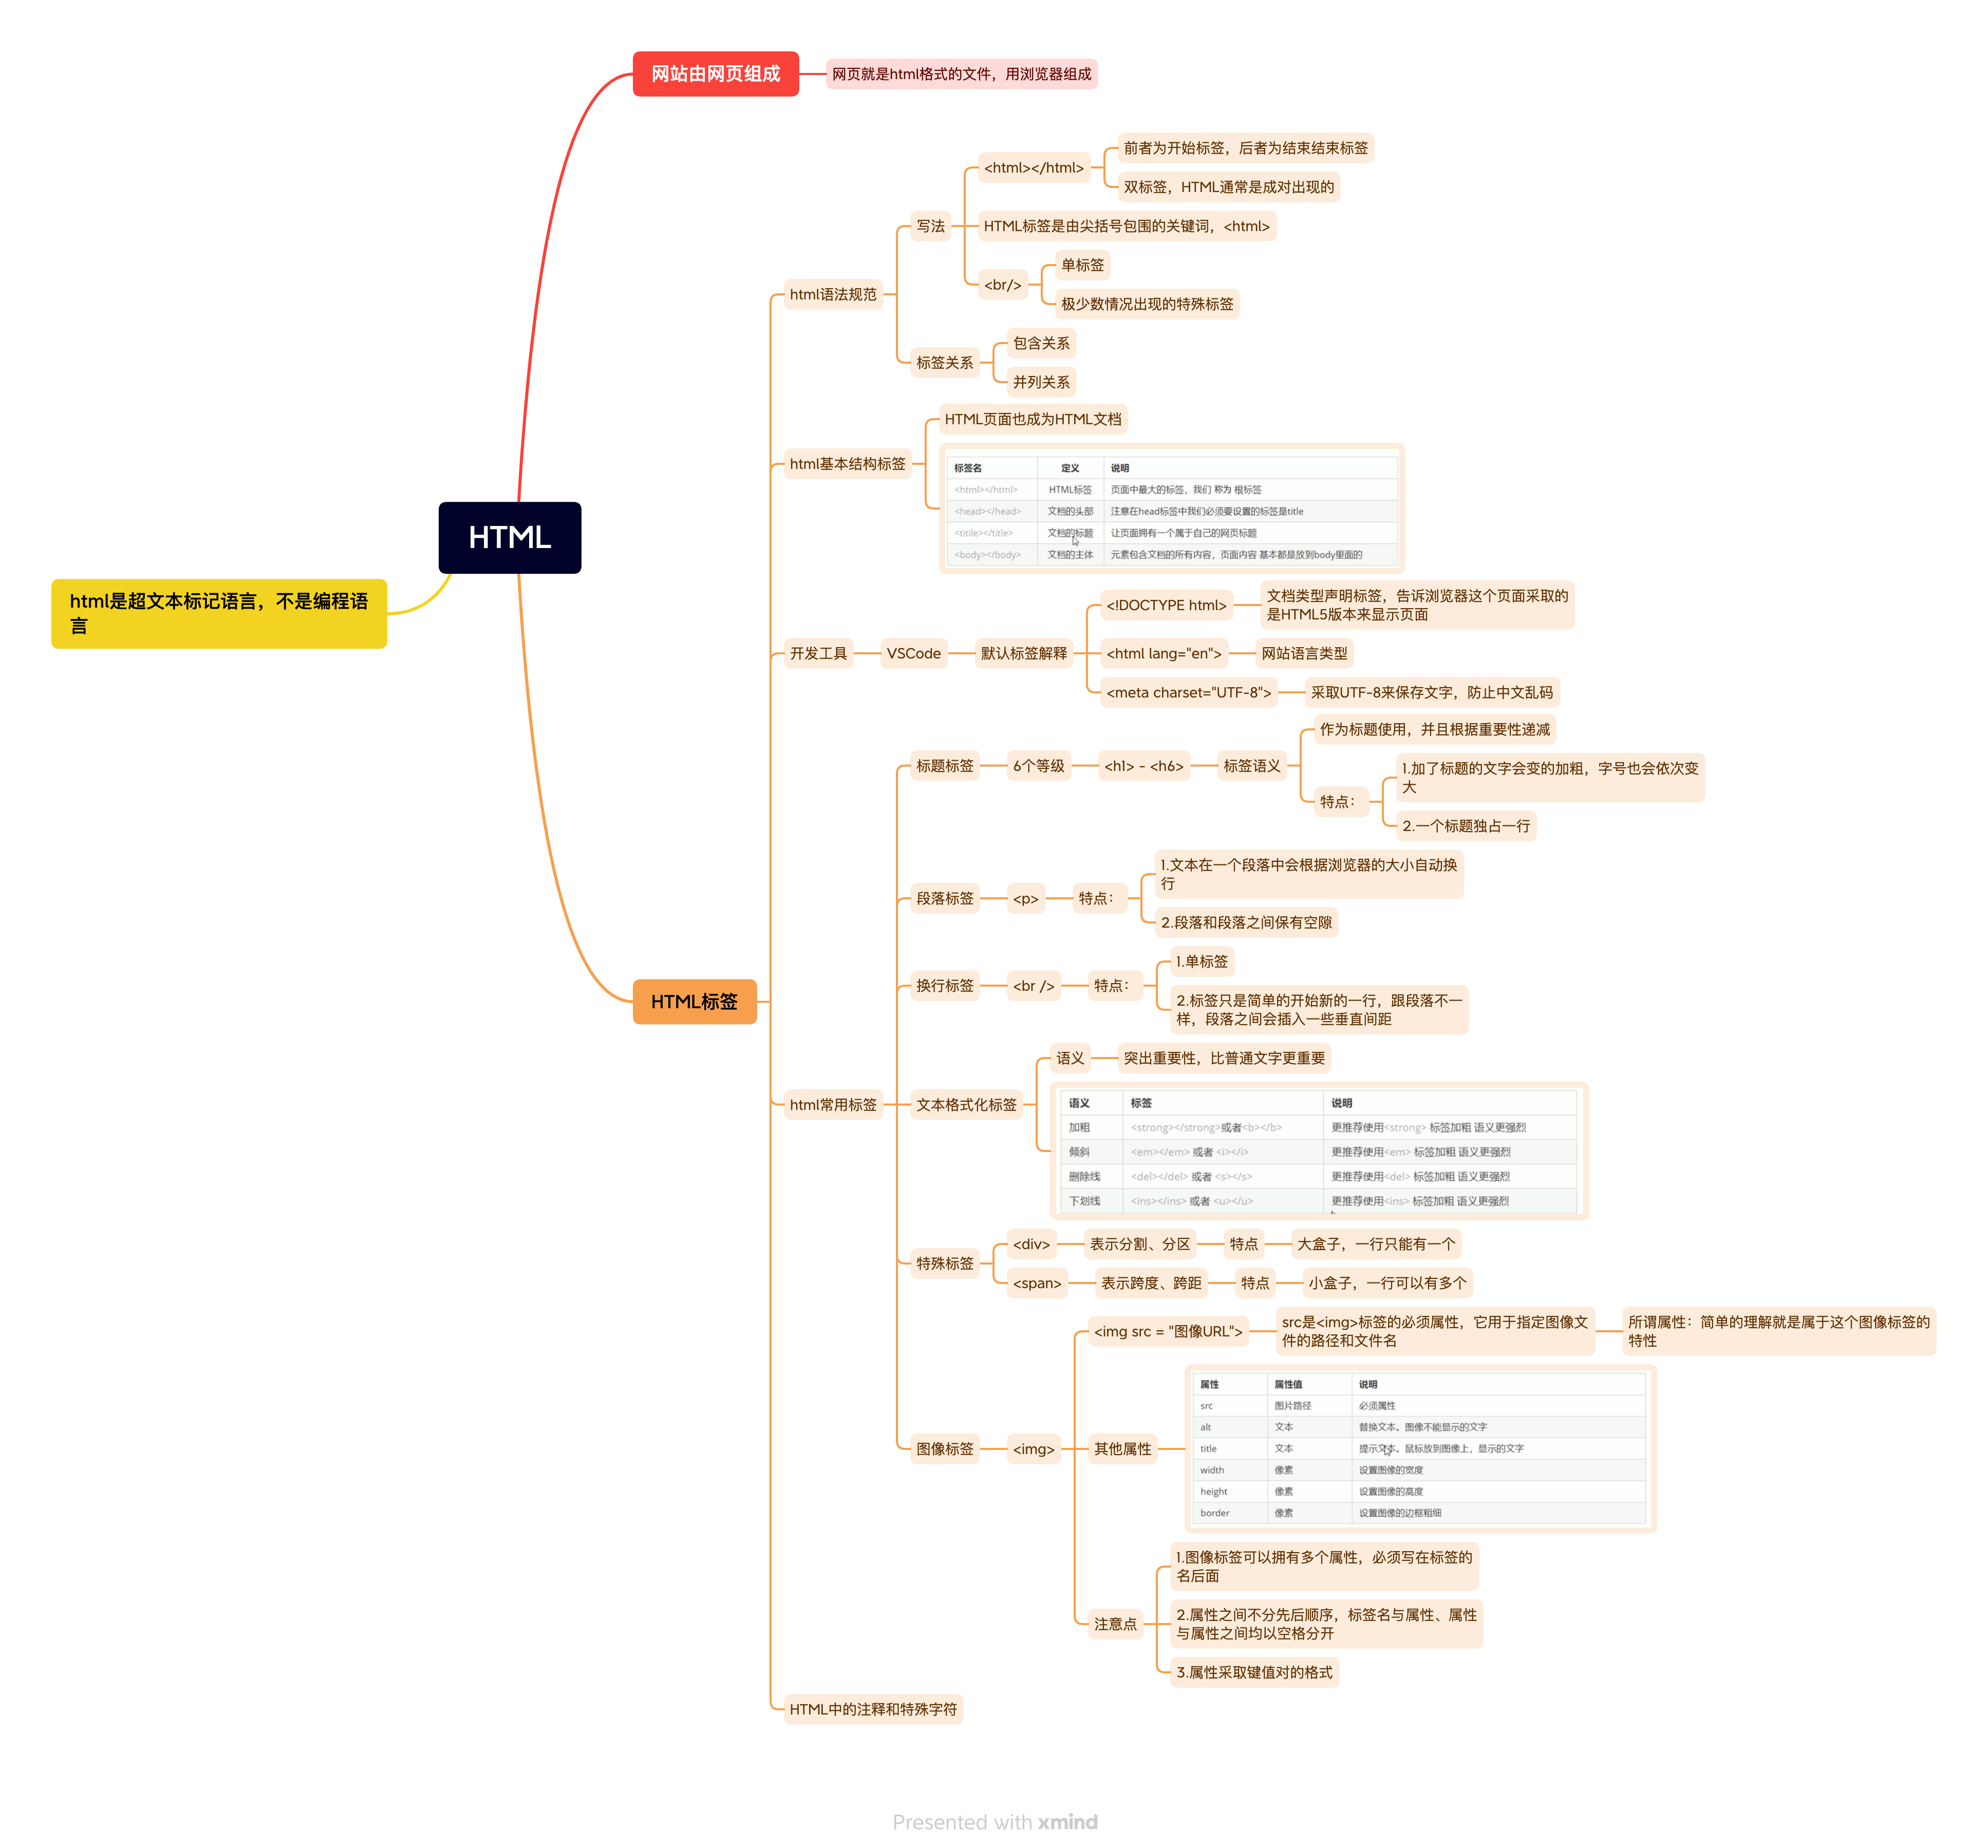 网站由网页组成
网页就是html格式的文件，用浏览器组成
HTML
html是超文本标记语言，不是编程语
言
HTML标签
html语法规范
写法
<html></html>
前者为开始标签，后者为结束结束标签
双标签，HTML通常是成对出现的
HTML标签是由尖括号包围的关键词，<html>
<br/>
单标签
极少数情况出现的特殊标签
标签关系
包含关系
并列关系
html基本结构标签
HTML页面也成为HTML文档
标签名 定义 说明
<html></html> HTML标签 页面中最大的标签，我们 称为 根标签
<head></head> 文档的头部 注意在head标签中我们必须要设置的标签是title
<titile></title> 文档的标题 让页面拥有一个属于自己的网页标题
<body></body> 文档的主体 元素包含文档的所有内容，页面内容 基本都是放到body里面的
开发工具
VSCode
默认标签解释
<!DOCTYPE html>
文档类型声明标签，告诉浏览器这个页面采取的
是HTML5版本来显示页面
<html lang="en">
网站语言类型
<meta charset="UTF-8">
采取UTF-8来保存文字，防止中文乱码
html常用标签
标题标签
6个等级
<h1> - <h6>
标签语义
作为标题使用，并且根据重要性递减
特点：
1.加了标题的文字会变的加粗，字号也会依次变
大
2.一个标题独占一行
段落标签
<p>
特点：
1.文本在一个段落中会根据浏览器的大小自动换
行
2.段落和段落之间保有空隙
换行标签
<br />
特点：
1.单标签
2.标签只是简单的开始新的一行，跟段落不一
样，段落之间会插入一些垂直间距
文本格式化标签
语义
突出重要性，比普通文字更重要
语义 标签 说明
加粗 <strong></strong>或者<b></b> 更推荐使用<strong> 标签加粗 语义更强烈
倾斜 <em></em> 或者 <i></i> 更推荐使用<em> 标签加粗 语义更强烈
删除线 <del></del> 或者 <s></s> 更推荐使用<del> 标签加粗 语义更强烈
下划线 <ins></ins> 或者 <u></u> 更推荐使用<ins> 标签加粗 语义更强烈
特殊标签
<div>
表示分割、分区
特点
大盒子，一行只能有一个
<span>
表示跨度、跨距
特点
小盒子，一行可以有多个
图像标签
<img>
<img src = "图像URL">
src是<img>标签的必须属性，它用于指定图像文
件的路径和文件名
所谓属性：简单的理解就是属于这个图像标签的
特性
其他属性
属性 属性值 说明
src 图片路径 必须属性
alt 文本 替换文本。图像不能显示的文字
title 文本 提示文本。鼠标放到图像上，显示的文字
width 像素 设置图像的宽度
height 像素 设置图像的高度
border 像素 设置图像的边框粗细
注意点
1.图像标签可以拥有多个属性，必须写在标签的
名后面
2.属性之间不分先后顺序，标签名与属性、属性
与属性之间均以空格分开
3.属性采取键值对的格式
HTML中的注释和特殊字符
Presented with xmind